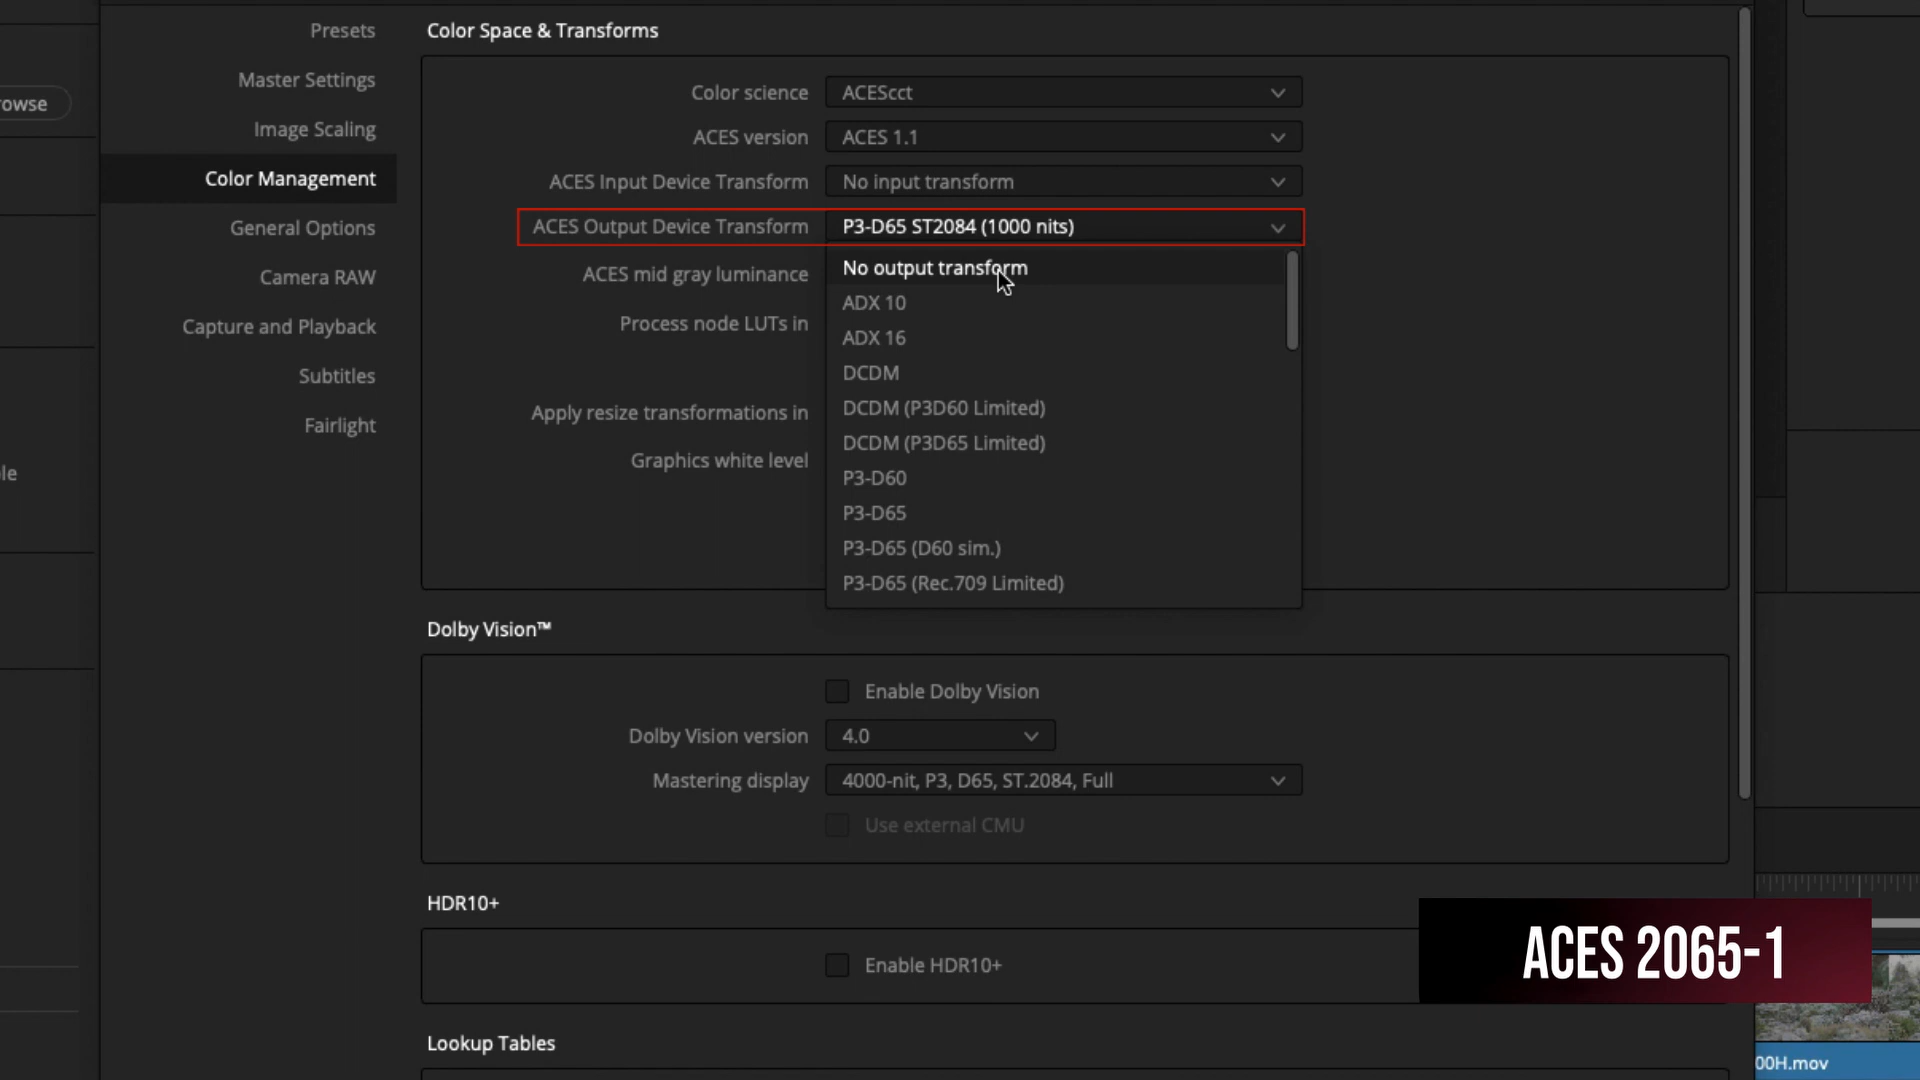 Presets
Master Settings
Image Scaling
Color Management
General Options
Camera RAW
Capture and Playback
Subtitles
Fairlight
owse
le
Color Space & Transforms
Color science ACEScct
ACES version ACES 1.1
ACES Input Device Transform No input transform
ACES Output Device Transform P3-D65 ST2084 (1000 nits)
ACES mid gray luminance
Process node LUTs in
Apply resize transformations in
Graphics white level
No output transform
ADX 10
ADX 16
DCDM
DCDM (P3D60 Limited)
DCDM (P3D65 Limited)
P3-D60
P3-D65
P3-D65 (D60 sim.)
P3-D65 (Rec.709 Limited)
Dolby Vision™
Enable Dolby Vision
Dolby Vision version 4.0
Mastering display 4000-nit, P3, D65, ST.2084, Full
Use external CMU
HDR10+
Enable HDR10+
Lookup Tables
ACES 2065-1
00H.mov